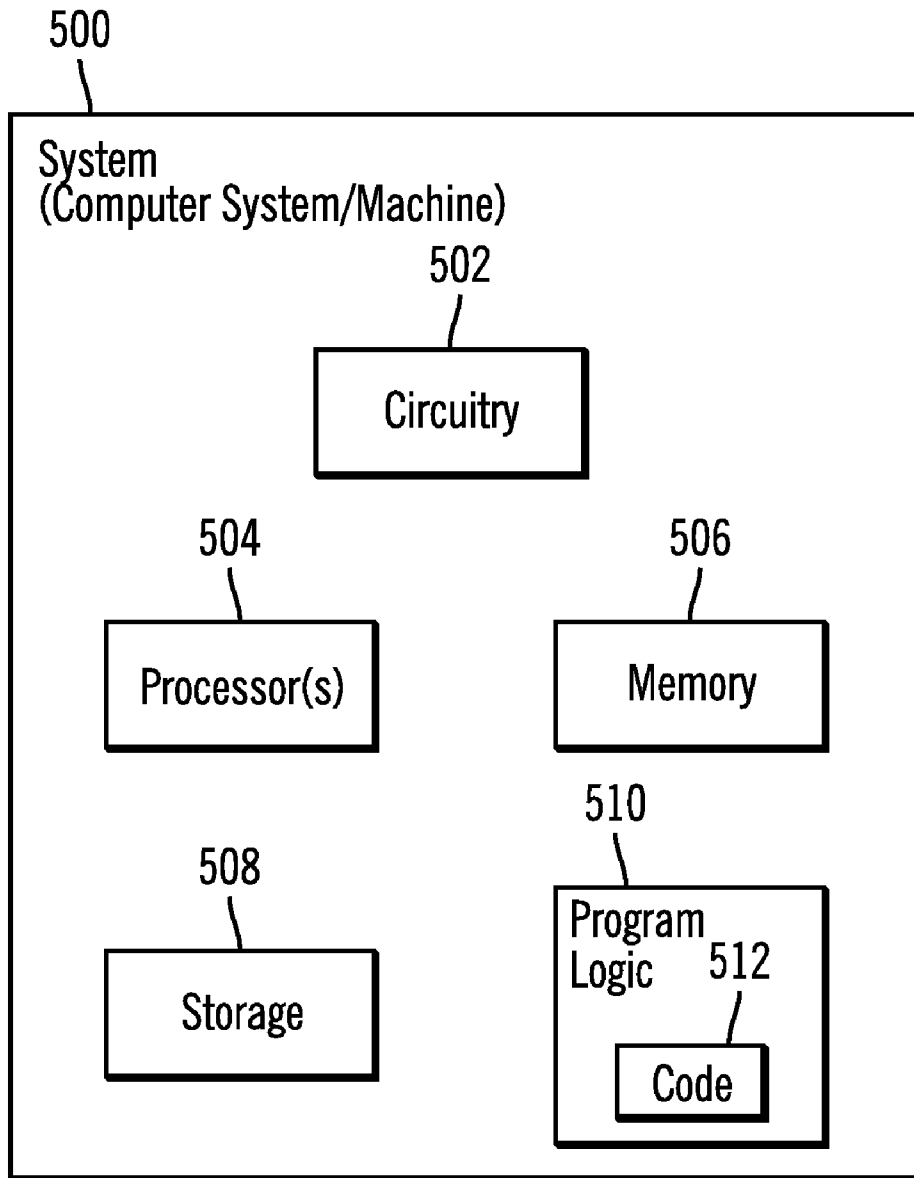 500
System
(Computer System/Machine)
502
Circuitry
504
506
Processor(s)
Memory
510
508
Program
Logic
512
Storage
Code